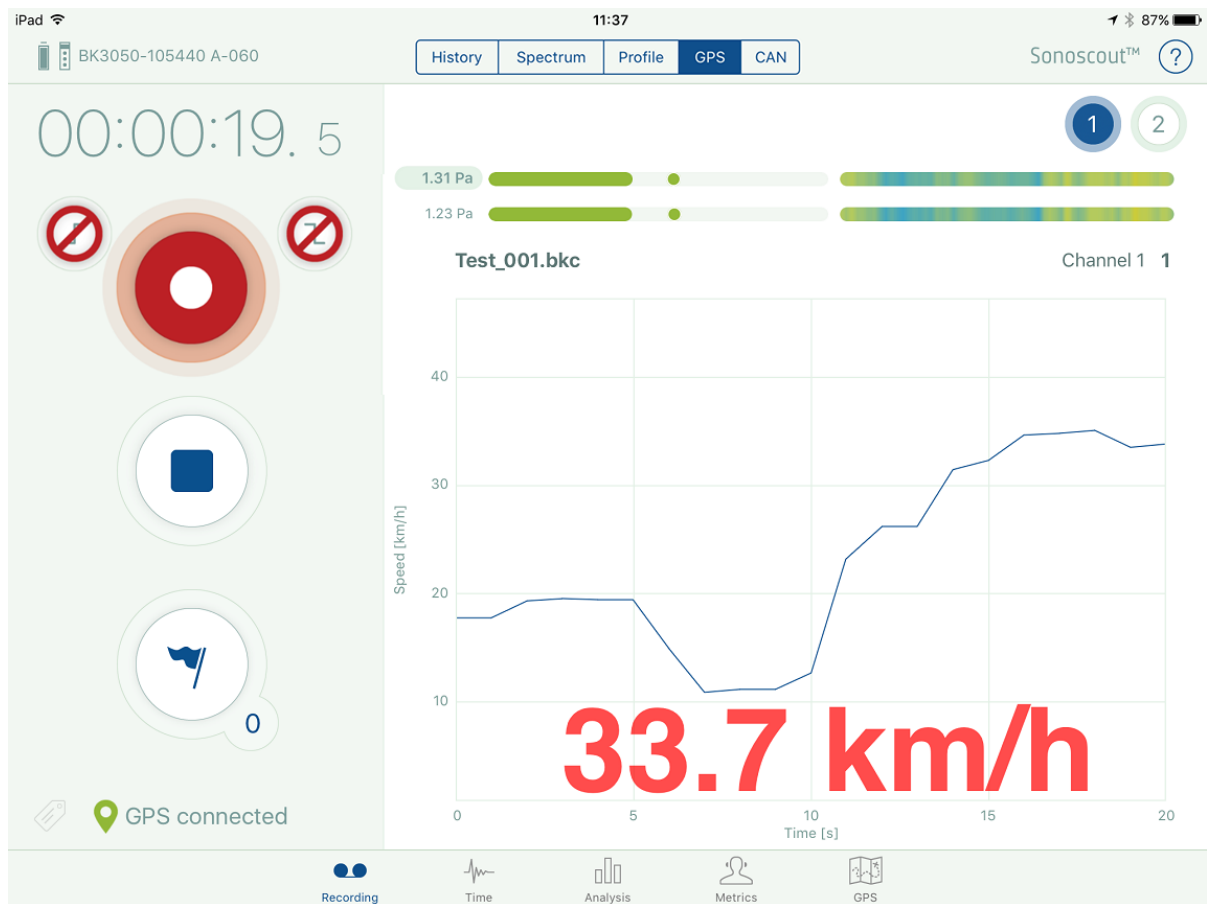 iPad 11:37 87%
BK3050-105440 A-060
History Spectrum Profile GPS CAN
Sonoscout™ ?
00:00:19. 5
1 2
1.31 Pa
1.23 Pa
Test_001.bkc
Channel 1 1
40
30
20
10
Speed [km/h]
33.7 km/h
0 5 10 15 20
Time [s]
0
GPS connected
Recording Time Analysis Metrics GPS